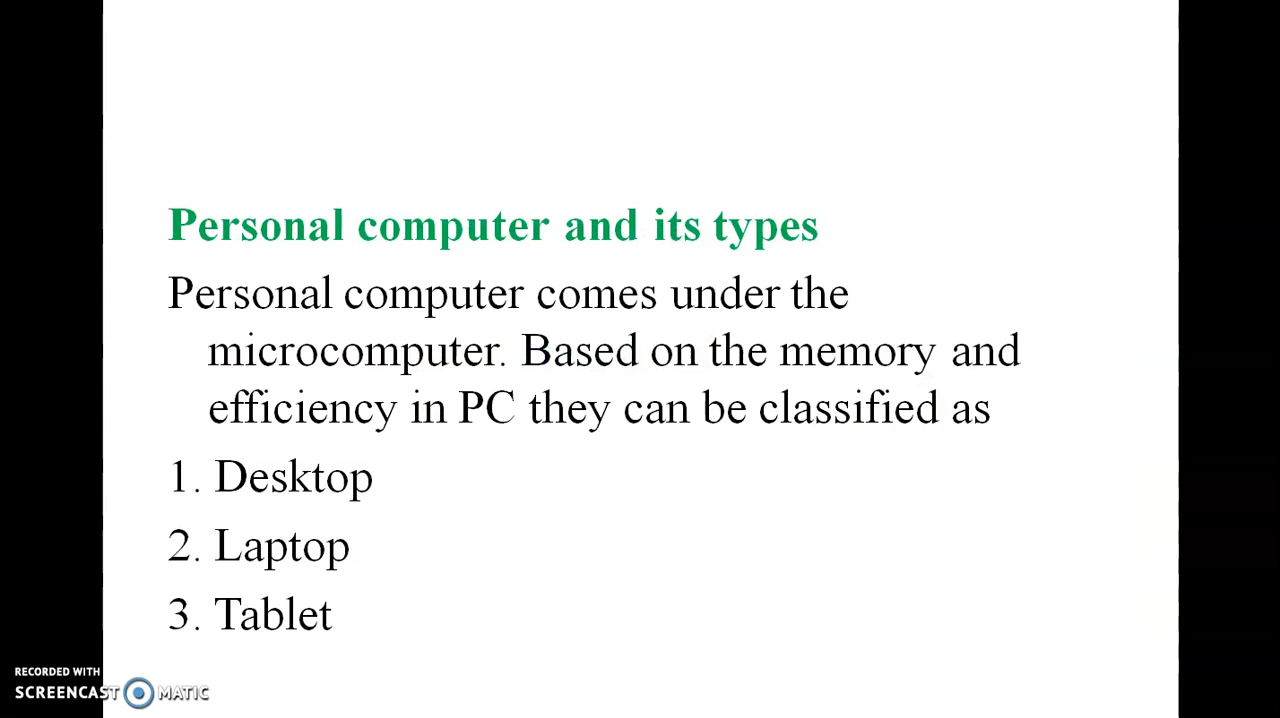 Personal computer and its types
Personal computer comes under the
microcomputer. Based on the memory and
efficiency in PC they can be classified as
1. Desktop
2. Laptop
3. Tablet
RECORDED WITH
SCREENCAST MATIC